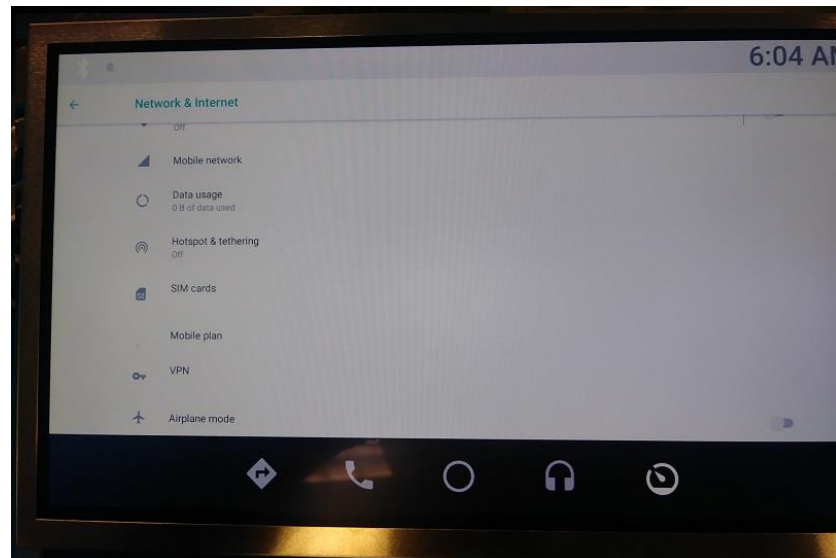 6:04 AM
Network & Internet
Off
Mobile network
Data usage
0 B of data used
Hotspot & tethering
Off
SIM cards
Mobile plan
VPN
Airplane mode